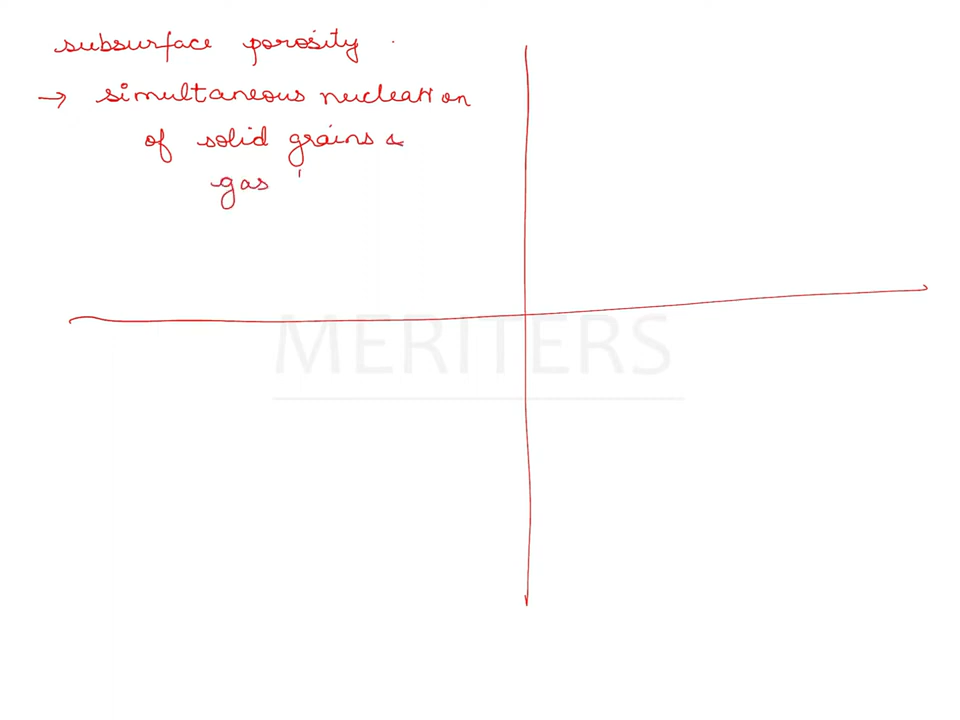 subsurface porosity
→ simultaneous nucleation
of solid grains &
gas
MERITERS